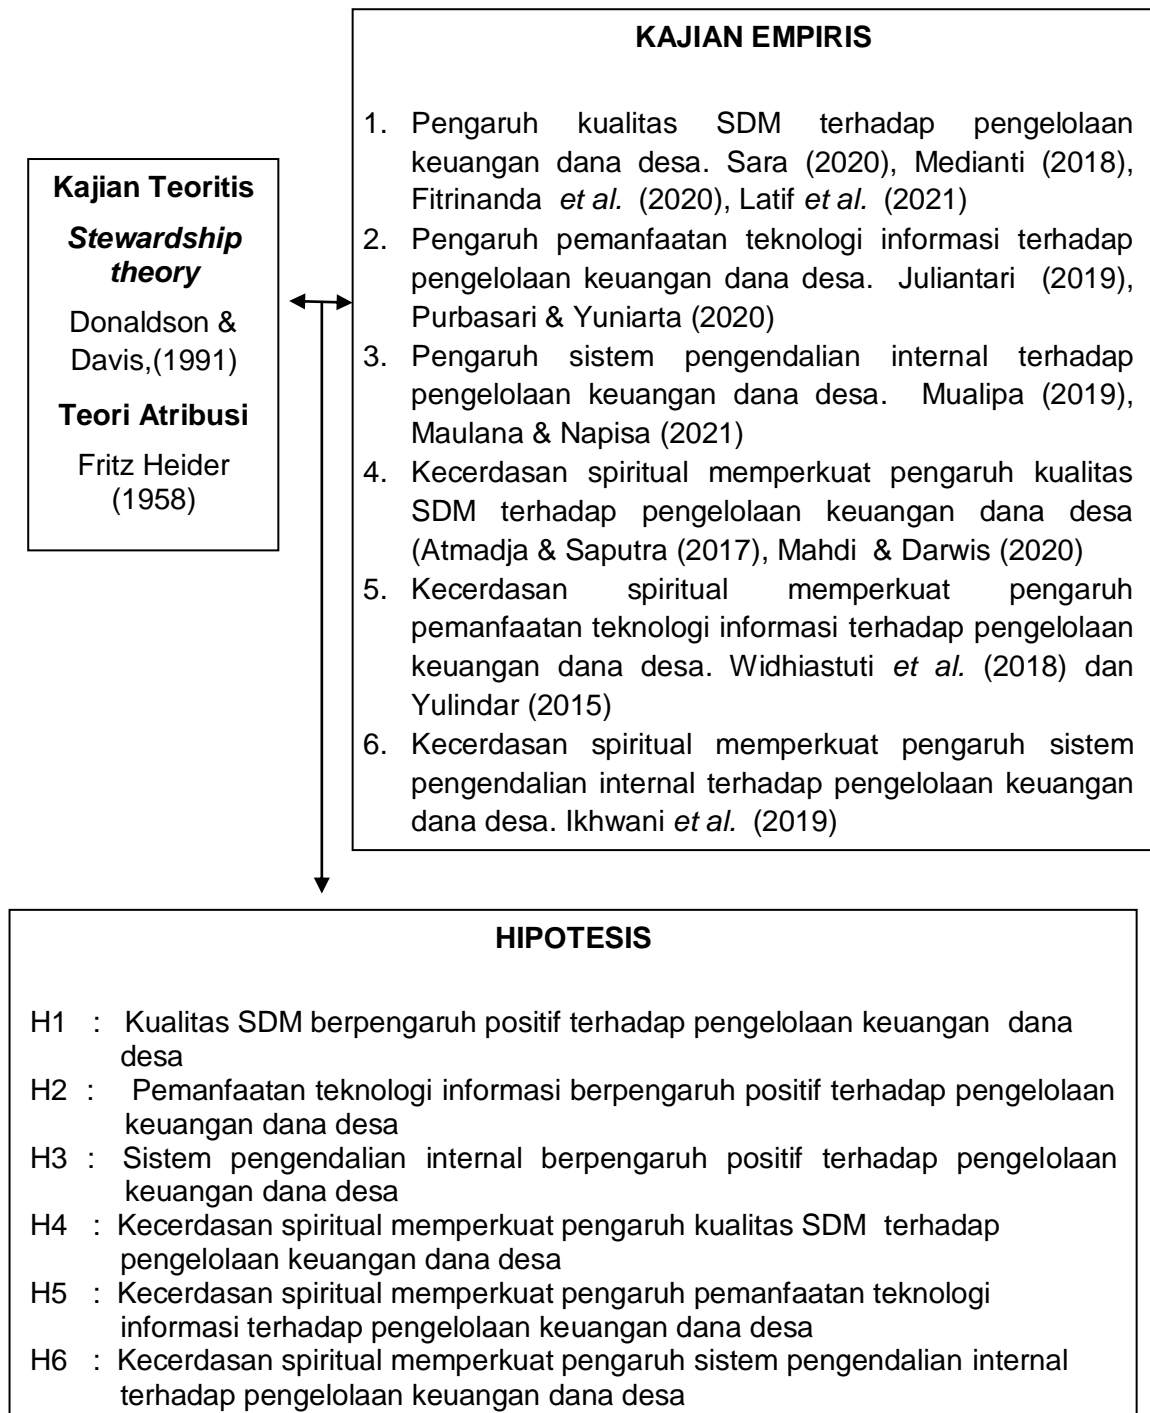 KAJIAN EMPIRIS
1. Pengaruh kualitas SDM terhadap pengelolaan
keuangan dana desa. Sara (2020), Medianti (2018),
Fitrinanda et al. (2020), Latif et al. (2021)
2. Pengaruh pemanfaatan teknologi informasi terhadap
pengelolaan keuangan dana desa. Juliantari (2019),
Purbasari & Yuniarta (2020)
3. Pengaruh sistem pengendalian internal terhadap
pengelolaan keuangan dana desa. Mualipa (2019),
Maulana & Napisa (2021)
4. Kecerdasan spiritual memperkuat pengaruh kualitas
SDM terhadap pengelolaan keuangan dana desa
(Atmadja & Saputra (2017), Mahdi & Darwis (2020)
5. Kecerdasan spiritual memperkuat pengaruh
pemanfaatan teknologi informasi terhadap pengelolaan
keuangan dana desa. Widhiastuti et al. (2018) dan
Yulindar (2015)
6. Kecerdasan spiritual memperkuat pengaruh sistem
pengendalian internal terhadap pengelolaan keuangan
dana desa. Ikhwani et al. (2019)
Kajian Teoritis
Stewardship
theory
Donaldson &
Davis,(1991)
Teori Atribusi
Fritz Heider
(1958)
HIPOTESIS
H1 : Kualitas SDM berpengaruh positif terhadap pengelolaan keuangan dana
desa
H2 : Pemanfaatan teknologi informasi berpengaruh positif terhadap pengelolaan
keuangan dana desa
H3 : Sistem pengendalian internal berpengaruh positif terhadap pengelolaan
keuangan dana desa
H4 : Kecerdasan spiritual memperkuat pengaruh kualitas SDM terhadap
pengelolaan keuangan dana desa
H5 : Kecerdasan spiritual memperkuat pengaruh pemanfaatan teknologi
informasi terhadap pengelolaan keuangan dana desa
H6 : Kecerdasan spiritual memperkuat pengaruh sistem pengendalian internal
terhadap pengelolaan keuangan dana desa